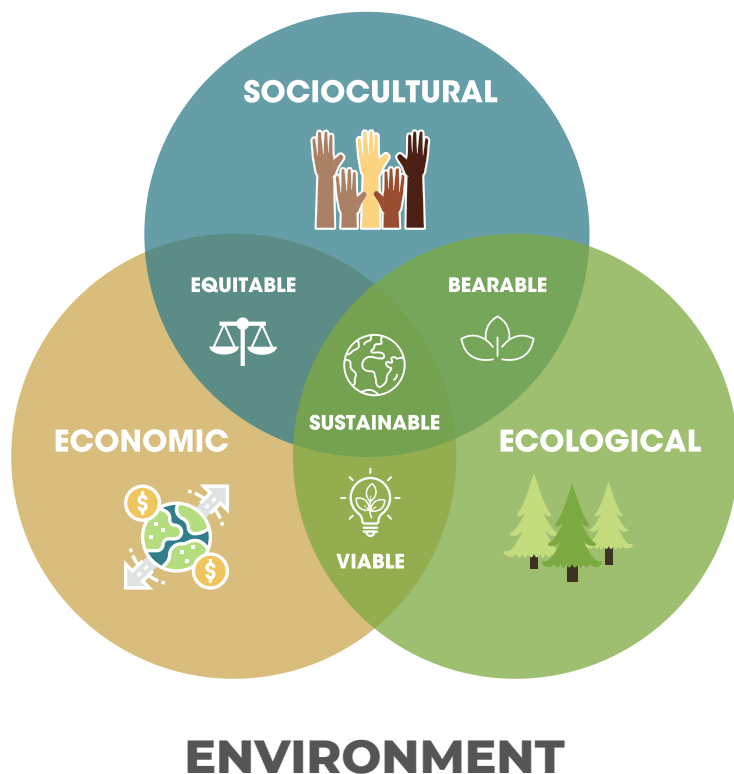 SOCIOCULTURAL
EQUITABLE
BEARABLE
SUSTAINABLE
ECONOMIC
ECOLOGICAL
$
$
VIABLE
ENVIRONMENT